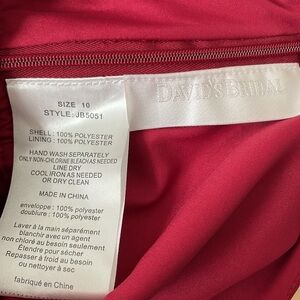 DAVID'S BRIDAL
SIZE 10
STYLE: JB5051
SHELL: 100% POLYESTER
LINING: 100% POLYESTER
HAND WASH SEPARATELY
ONLY NON-CHLORINE BLEACH AS NEEDED
LINE DRY
COOL IRON AS NEEDED
OR DRY CLEAN
MADE IN CHINA
enveloppe: 100% polyester
doublure: 100% polyester
Laver à la main séparément
blanchir avec un agent
non chloré au besoin seulement
Étendre pour sécher
Repasser à froid au besoin
ou nettoyer à sec
fabriqué en Chine